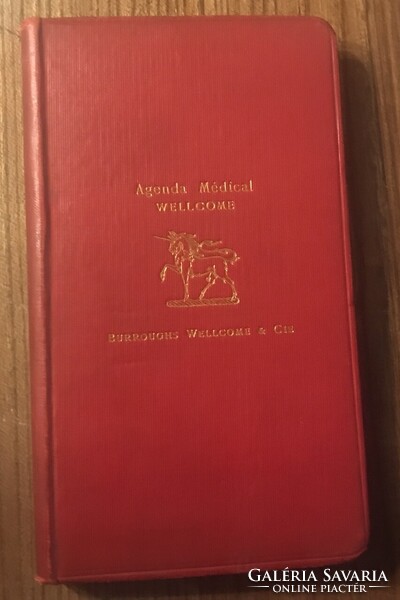 Agenda Médical
WELLCOME
BURROUGHS WELLCOME & CIE
GALÉRIA SAVARIA
ONLINE PIACTÉR